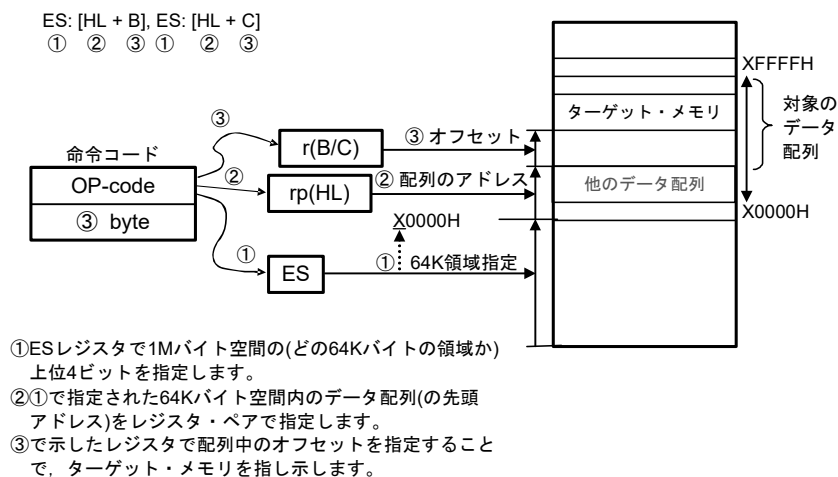 ES: [HL + B], ES: [HL + C]
① ② ③ ① ② ③
XFFFFH
対象の
データ
配列
ターゲット・メモリ
③
r(B/C)
③ オフセット
命令コード
OP-code
②
rp(HL)
② 配列のアドレス
他のデータ配列
③ byte
X0000H
X0000H
①
ES
① 64K領域指定
①ESレジスタで1Mバイト空間の(どの64Kバイトの領域か)
上位4ビットを指定します。
②①で指定された64Kバイト空間内のデータ配列(の先頭
アドレス)をレジスタ・ペアで指定します。
③で示したレジスタで配列中のオフセットを指定すること
で，ターゲット・メモリを指し示します。